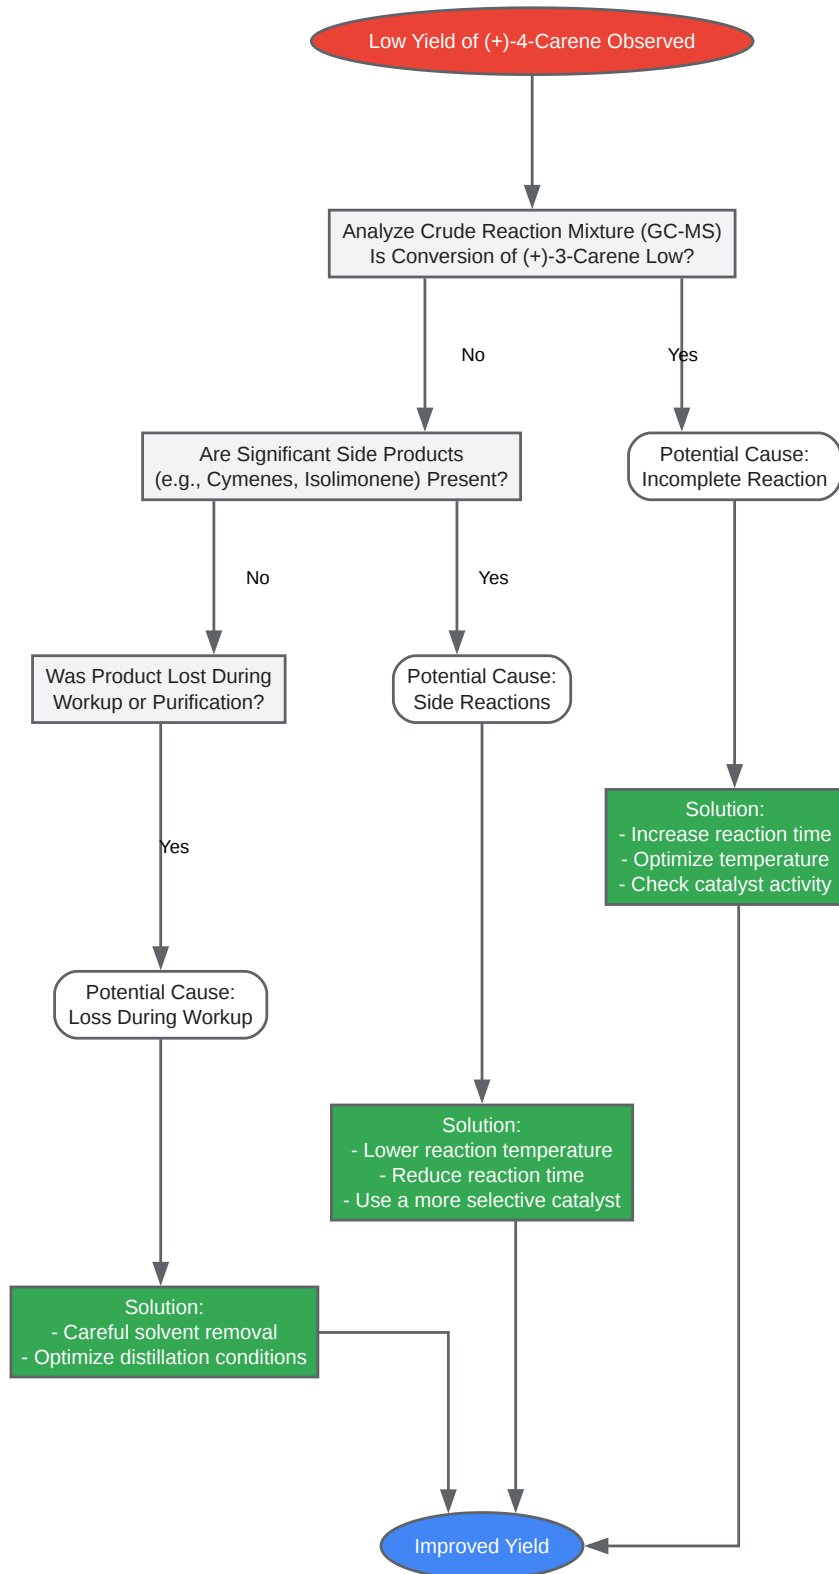 Low Yield of (+)-4-Carene Observed
Analyze Crude Reaction Mixture (GC-MS)
Is Conversion of (+)-3-Carene Low?
No
Yes
Are Significant Side Products
(e.g., Cymenes, Isolimonene) Present?
Potential Cause:
Incomplete Reaction
No
Yes
Was Product Lost During
Workup or Purification?
Potential Cause:
Side Reactions
Solution:
- Increase reaction time
- Optimize temperature
- Check catalyst activity
Yes
Potential Cause:
Loss During Workup
Solution:
- Lower reaction temperature
- Reduce reaction time
- Use a more selective catalyst
Solution:
- Careful solvent removal
- Optimize distillation conditions
Improved Yield